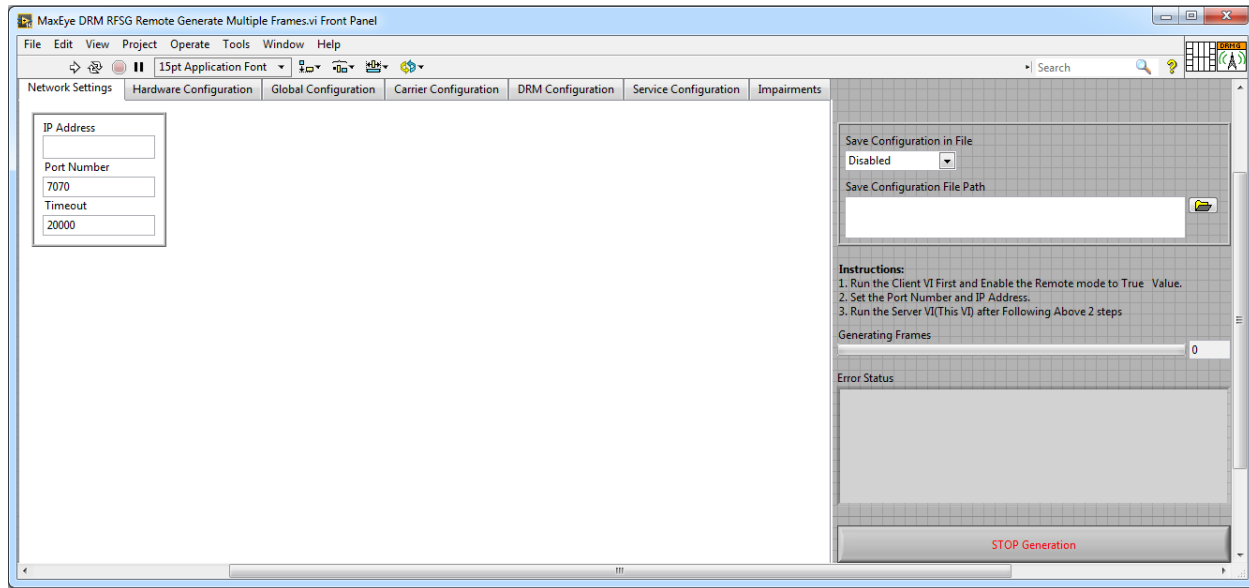 MaxEye DRM RFSG Remote Generate Multiple Frames.vi Front Panel
File Edit View Project Operate Tools Window Help
15pt Application Font
Search
DRMG
Network Settings Hardware Configuration Global Configuration Carrier Configuration DRM Configuration Service Configuration Impairments
IP Address
Port Number
7070
Timeout
20000
Save Configuration in File
Disabled
Save Configuration File Path
Instructions:
1. Run the Client VI First and Enable the Remote mode to True Value.
2. Set the Port Number and IP Address.
3. Run the Server VI(This VI) after Following Above 2 steps
Generating Frames
0
Error Status
STOP Generation